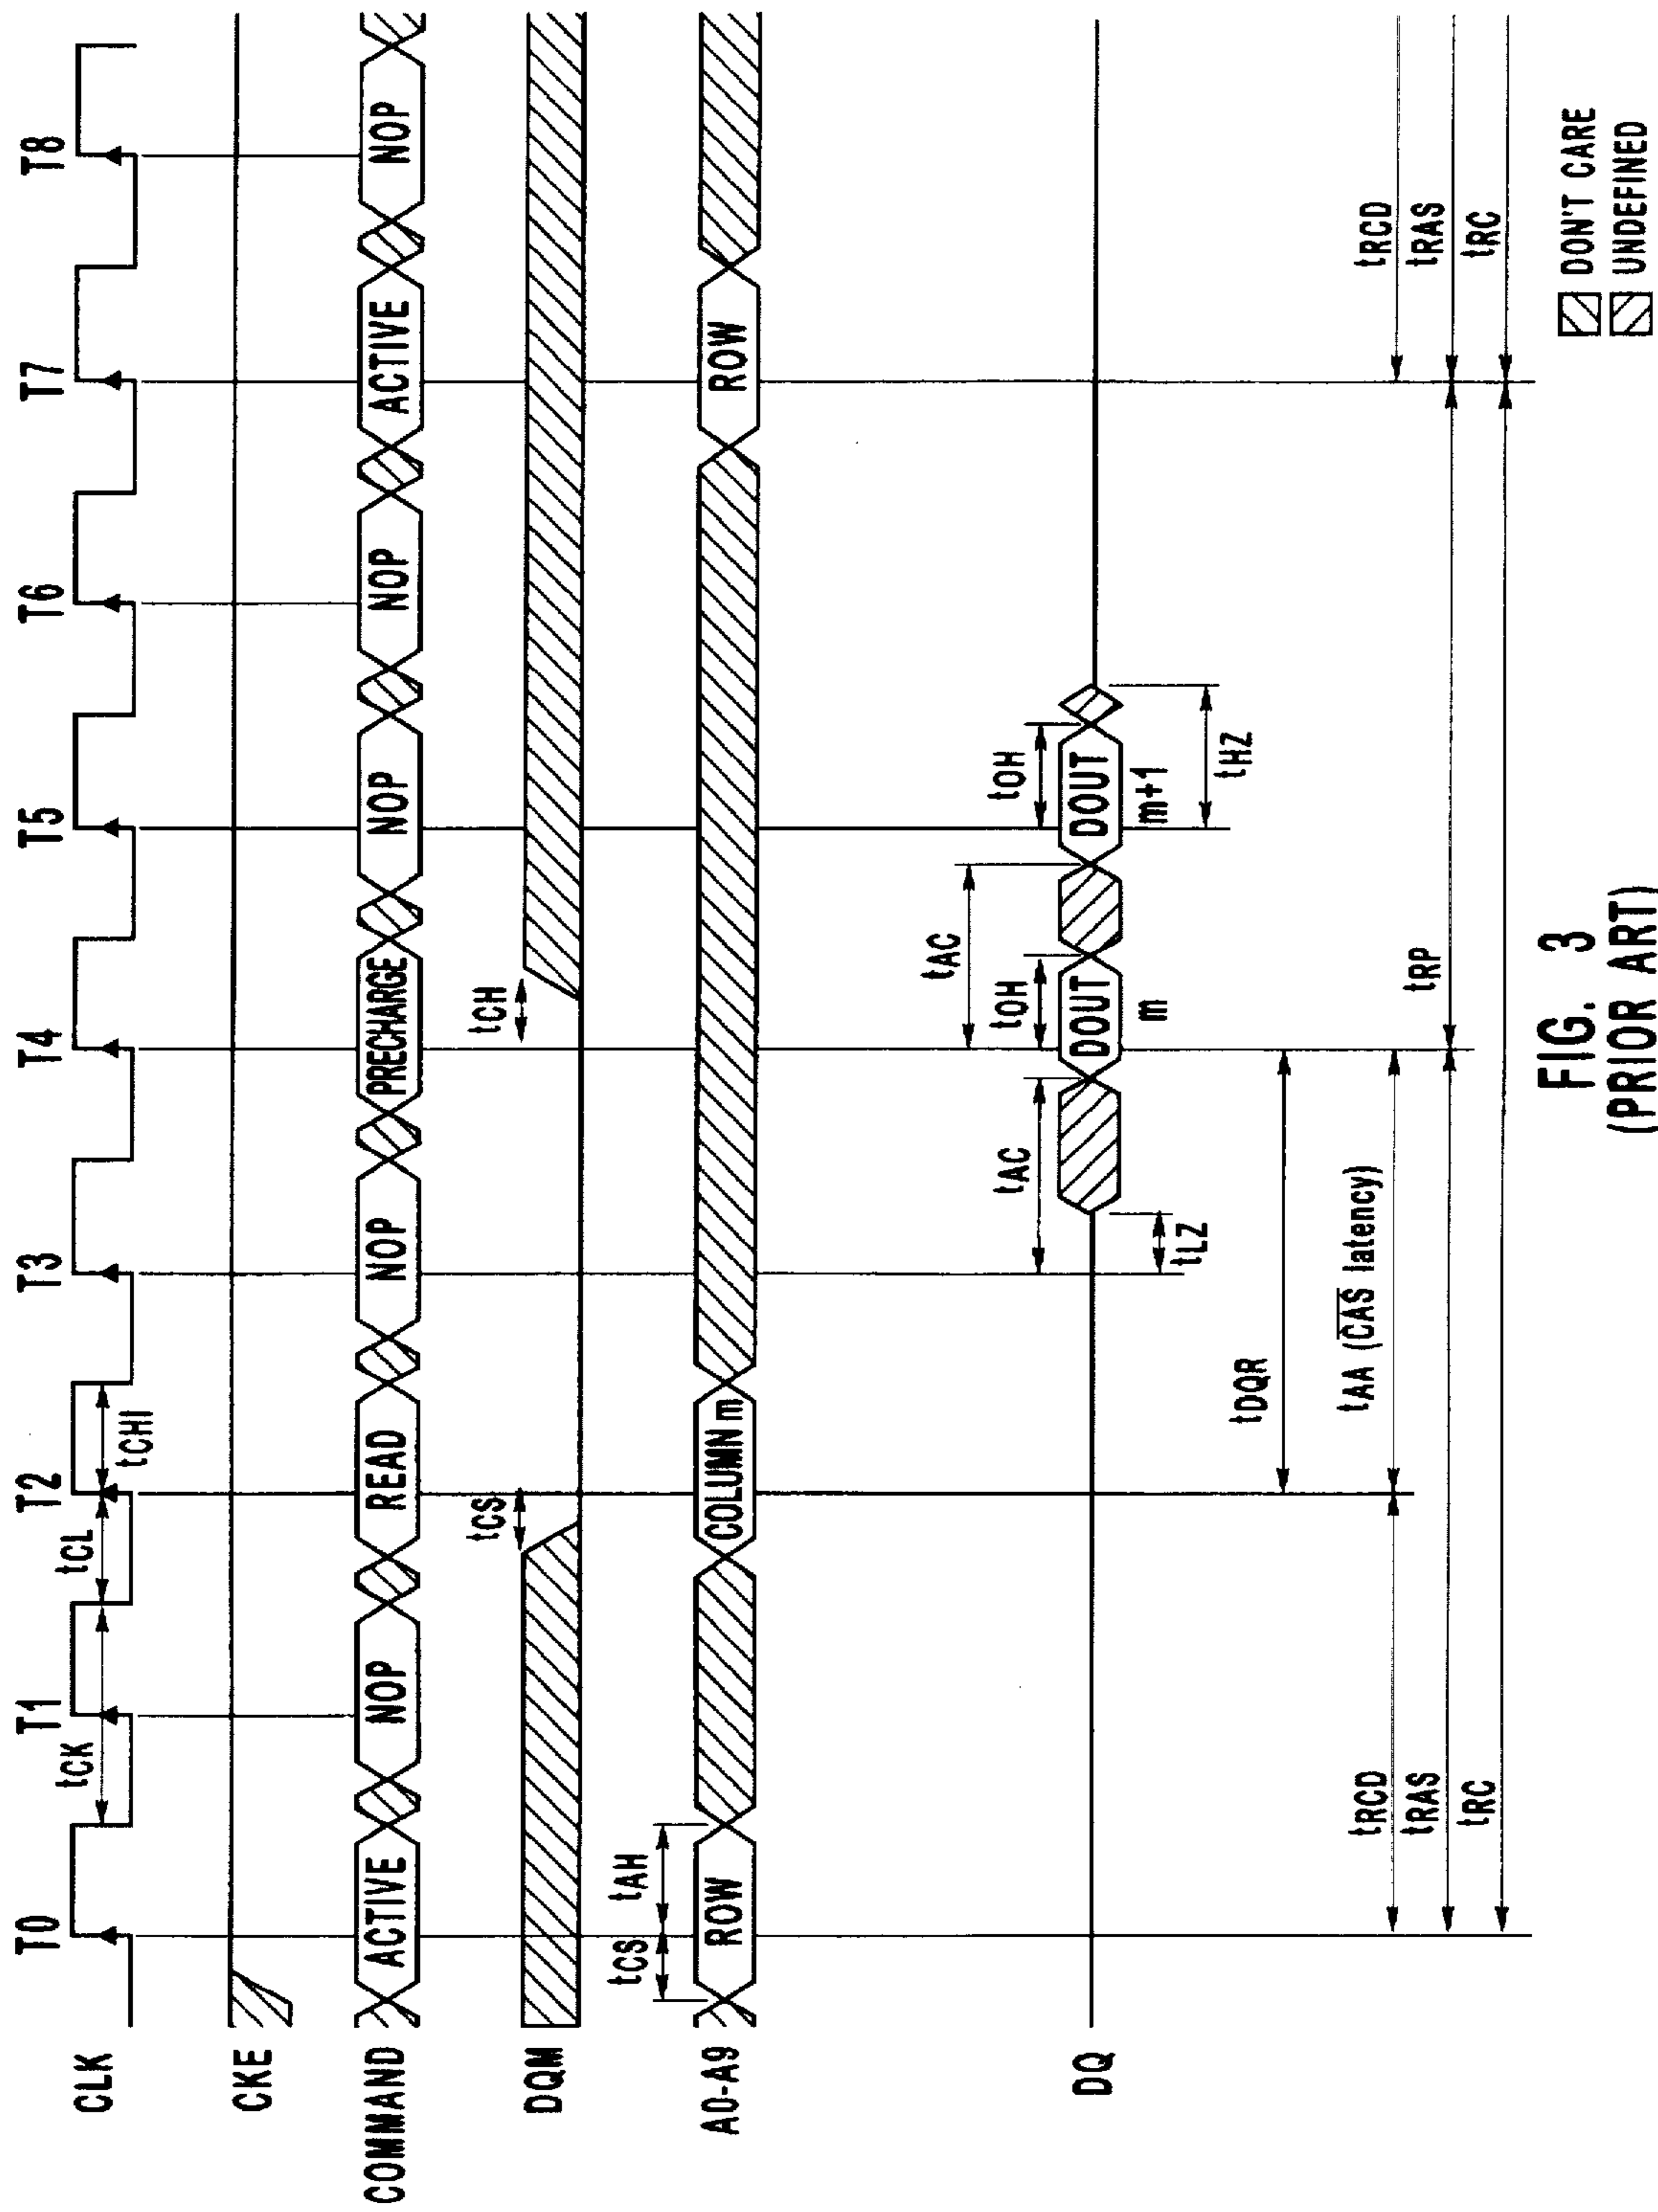 T0 T1 T2 T3 T4 T5 T6 T7 T8
CLK
tCK tCL tCHI
CKE
COMMAND ACTIVE NOP READ NOP PRECHARGE NOP NOP ACTIVE NOP
tCS tCH
DQM
tCS tAH
A0-A9 ROW COLUMN m ROW
tAC tOH tAC tOH
DQ DOUT DOUT
m m+1
tLZ tHZ
tDQR
tRCD tAA (CAS latency) tRCD
tRAS tRP tRAS
tRC tRC
DON'T CARE
UNDEFINED
FIG. 3
(PRIOR ART)